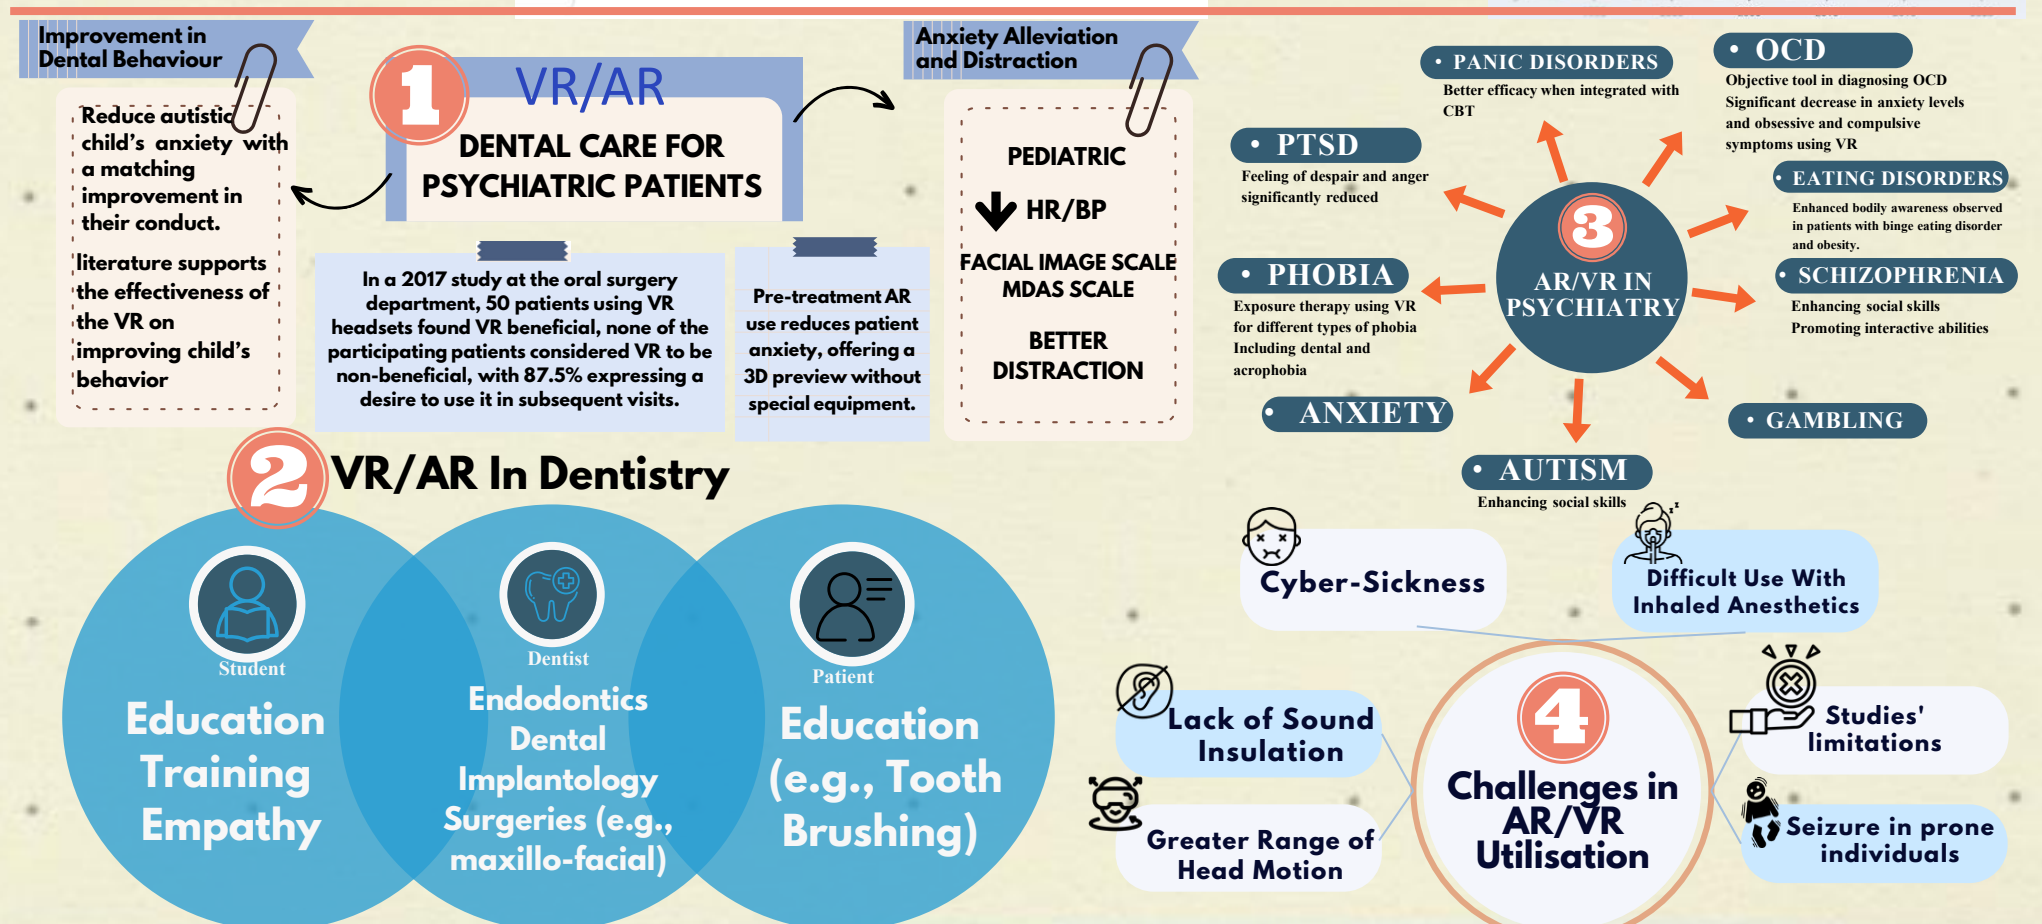 Improvement in
Dental Behaviour
Reduce autistic
child's anxiety with
a matching
improvement in
their conduct.
literature supports
the effectiveness of
the VR on
improving child's
behavior
1
VR/AR
DENTAL CARE FOR
PSYCHIATRIC PATIENTS
In a 2017 study at the oral surgery
department, 50 patients using VR
headsets found VR beneficial, none of the
participating patients considered VR to be
non-beneficial, with 87.5% expressing a
desire to use it in subsequent visits.
Pre-treatment AR
use reduces patient
anxiety, offering a
3D preview without
special equipment.
Anxiety Alleviation
and Distraction
PEDIATRIC
HR/BP
FACIAL IMAGE SCALE
MDAS SCALE
BETTER
DISTRACTION
2
VR/AR In Dentistry
Student
Education
Training
Empathy
Dentist
Endodontics
Dental
Implantology
Surgeries (e.g.,
maxillo-facial)
Patient
Education
(e.g., Tooth
Brushing)
3
AR/VR IN
PSYCHIATRY
• PANIC DISORDERS
Better efficacy when integrated with
CBT
• OCD
Objective tool in diagnosing OCD
Significant decrease in anxiety levels
and obsessive and compulsive
symptoms using VR
• PTSD
Feeling of despair and anger
significantly reduced
• EATING DISORDERS
Enhanced bodily awareness observed
in patients with binge eating disorder
and obesity.
• PHOBIA
Exposure therapy using VR
for different types of phobia
Including dental and
acrophobia
• SCHIZOPHRENIA
Enhancing social skills
Promoting interactive abilities
• ANXIETY
• GAMBLING
• AUTISM
Enhancing social skills
4
Challenges in
AR/VR
Utilisation
Cyber-Sickness
z z
Difficult Use With
Inhaled Anesthetics
Lack of Sound
Insulation
Studies'
limitations
Greater Range of
Head Motion
Seizure in prone
individuals